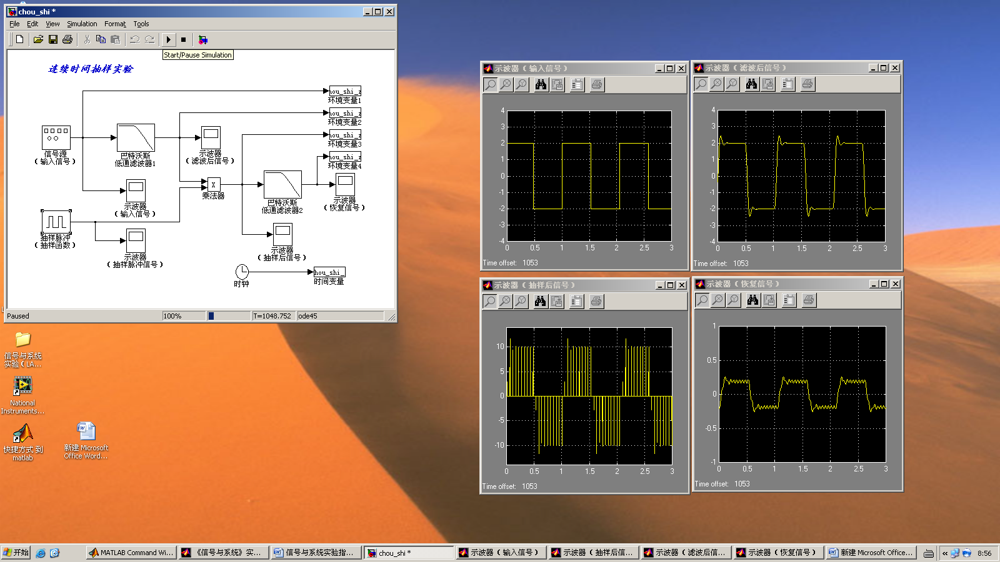 chou_shi *
File Edit View Simulation Format Tools
Start/Pause Simulation
连续时间抽样实验
信号源
（输入信号）
巴特沃斯
低通滤波器1
示波器
（滤波后信号）
环境变量1
环境变量2
环境变量3
环境变量4
示波器
（输入信号）
X
乘法器
巴特沃斯
低通滤波器2
示波器
（恢复信号）
抽样脉冲
（抽样函数）
示波器
（抽样脉冲信号）
示波器
（抽样后信号）
时钟
hou_shi_
时间变量
Paused 100% T=1048.752 ode45
示波器（输入信号）
4
3
2
1
0
-1
-2
-3
-4
0 0.5 1 1.5 2 2.5 3
Time offset: 1053
示波器（滤波后信号）
4
3
2
1
0
-1
-2
-3
-4
0 0.5 1 1.5 2 2.5 3
Time offset: 1053
示波器（抽样后信号）
10
5
0
-5
-10
0 0.5 1 1.5 2 2.5 3
Time offset: 1053
示波器（恢复信号）
1
0.5
0
-0.5
-1
0 0.5 1 1.5 2 2.5 3
Time offset: 1053
信号与系统
实验（LA...
National
Instruments...
快捷方式 到
matlab
新建 Microsoft
Office Word...
开始
MATLAB Command Wi...
《信号与系统》实...
信号与系统实验指...
chou_shi *
示波器（输入信号）
示波器（抽样后信...
示波器（滤波后信...
示波器（恢复信号）
新建 Microsoft Office...
8:56